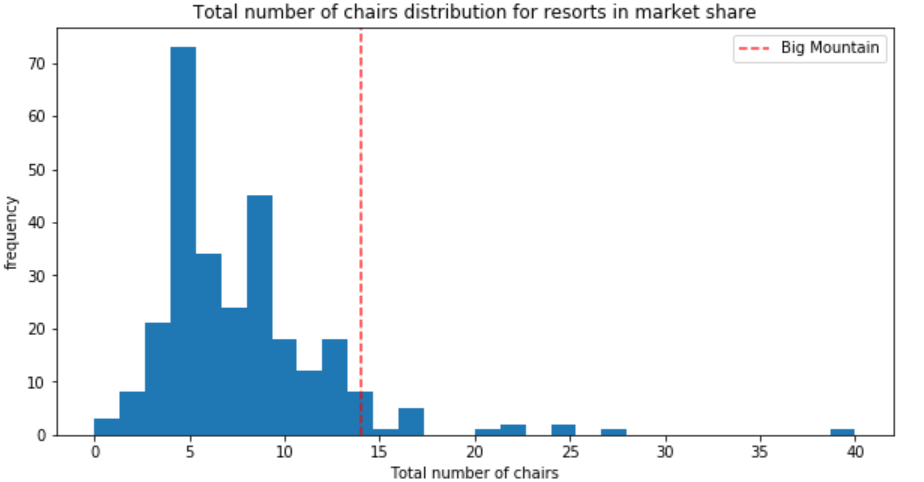 Total number of chairs distribution for resorts in market share
Big Mountain
frequency
70
60
50
40
30
20
10
0
0 5 10 15 20 25 30 35 40
Total number of chairs